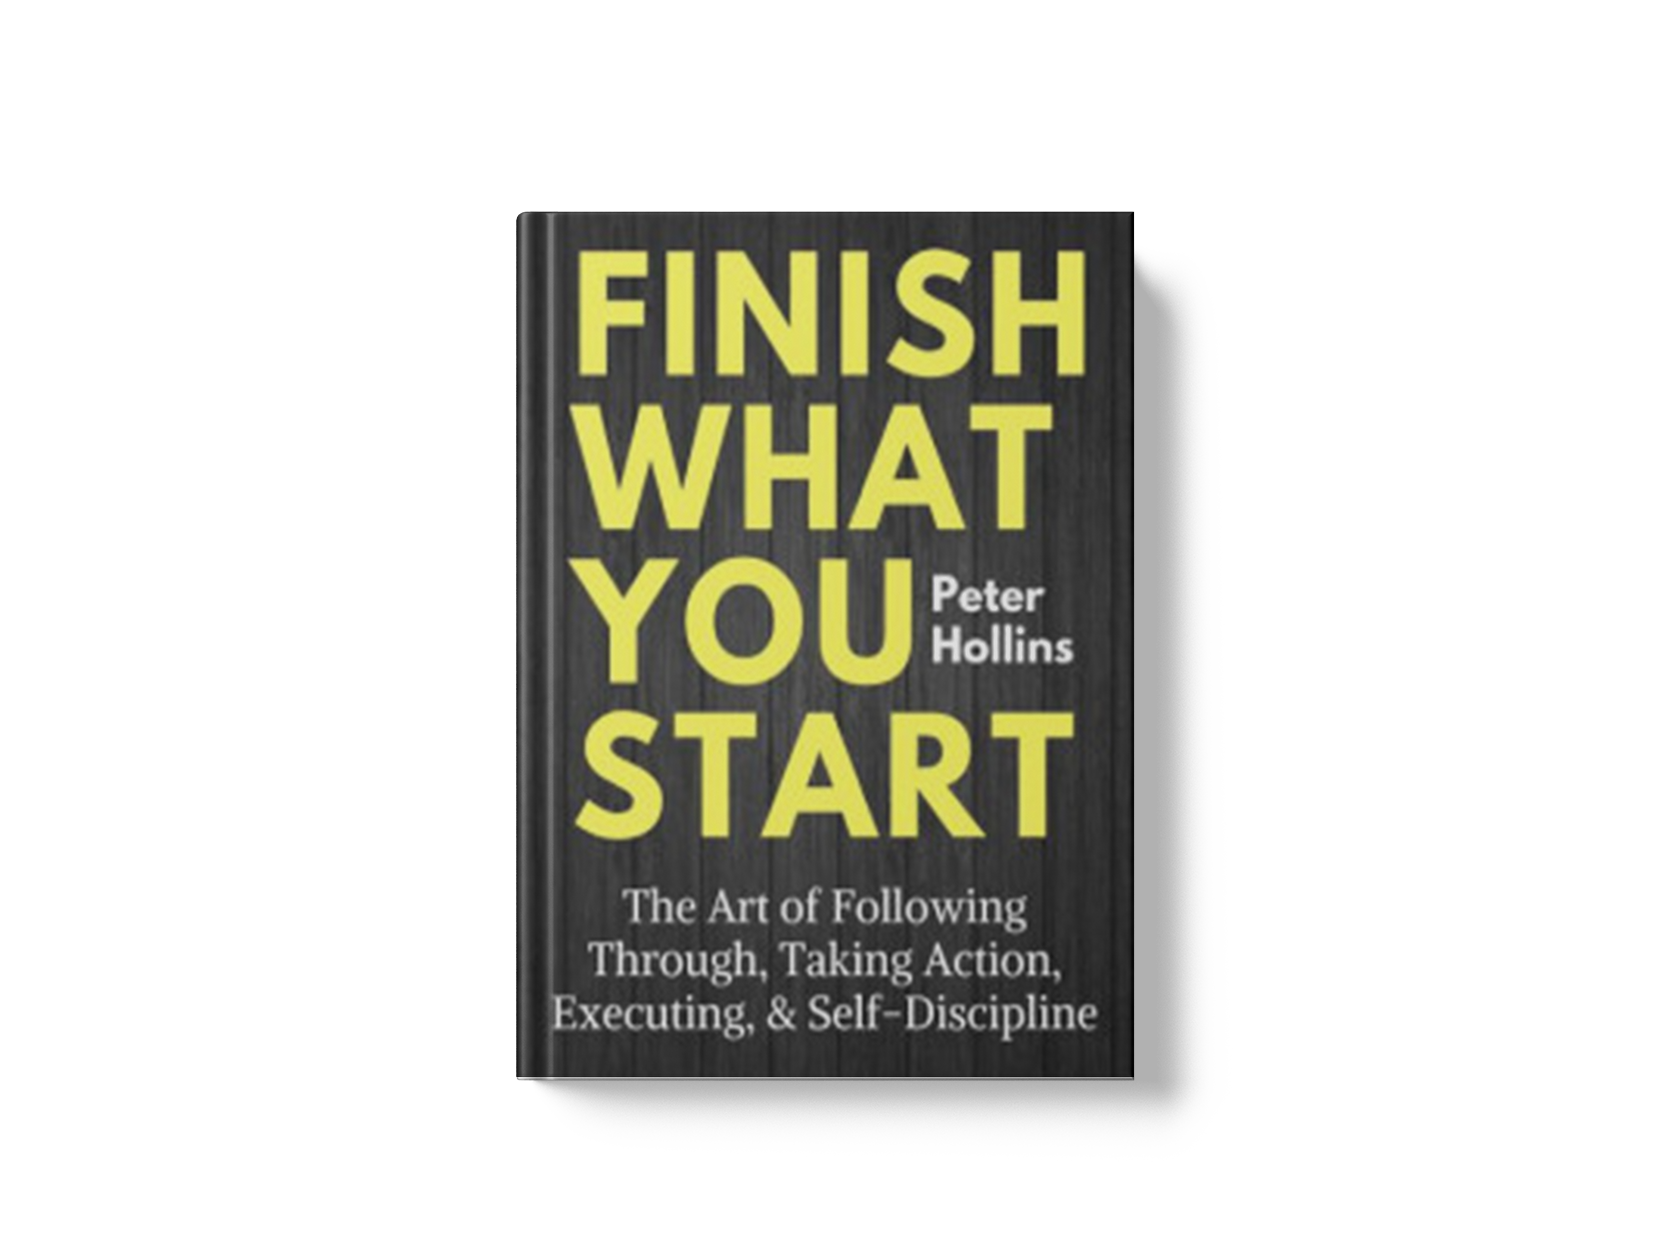 FINISH
WHAT
YOU
Peter
Hollins
START
The Art of Following
Through, Taking Action,
Executing, & Self-Discipline